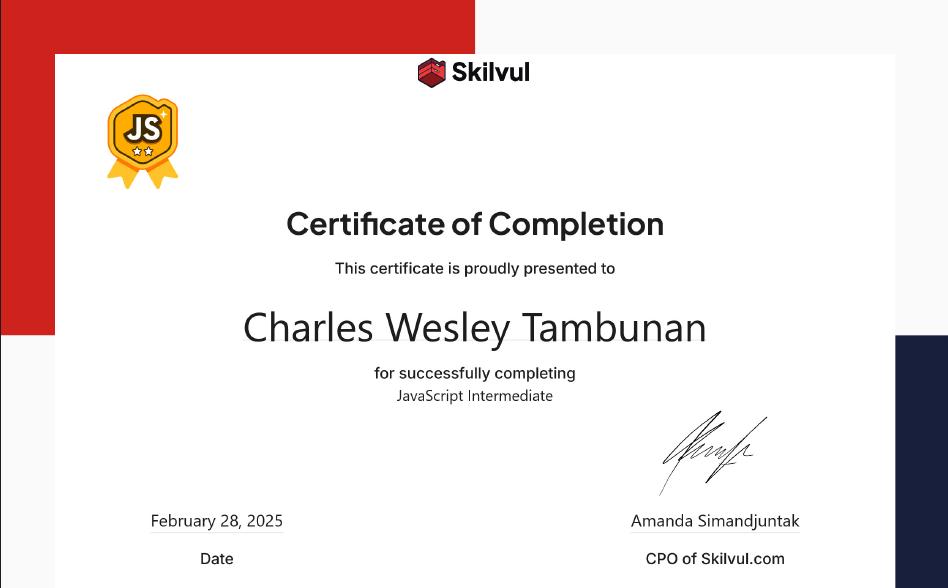 Skilvul
JS
Certificate of Completion
This certificate is proudly presented to
Charles Wesley Tambunan
for successfully completing
JavaScript Intermediate
February 28, 2025
Amanda Simandjuntak
Date
CPO of Skilvul.com